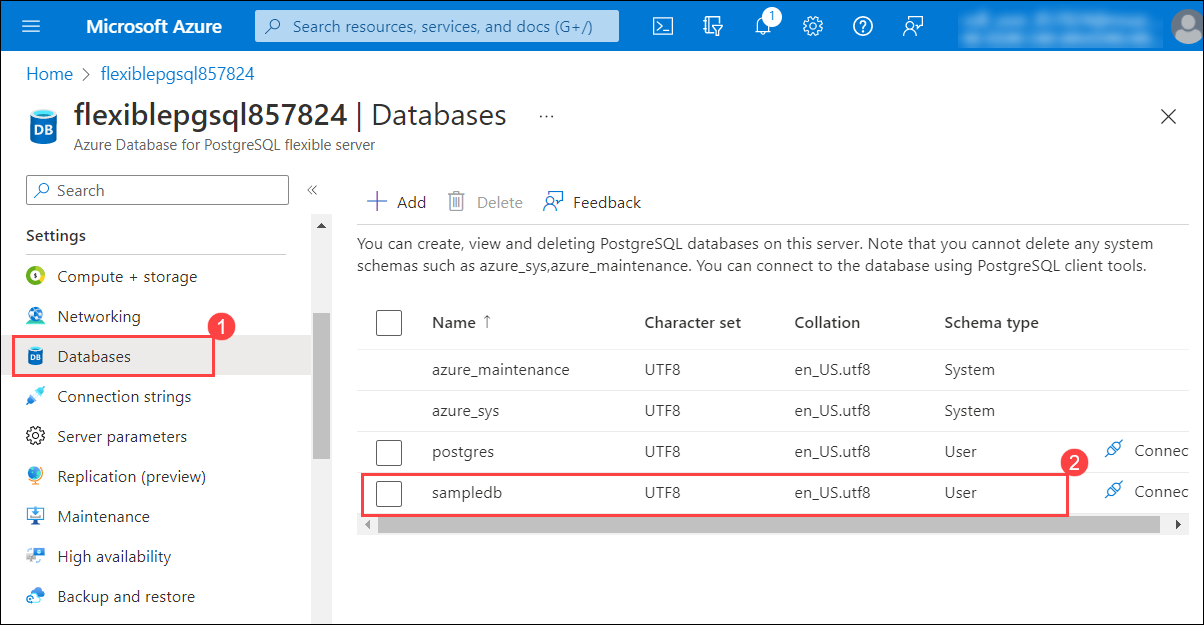 Microsoft Azure
Search resources, services, and docs (G+/)
1
Home > flexiblepgsql857824
DB
flexiblepgsql857824 | Databases ...
Azure Database for PostgreSQL flexible server
Search
«
Add
Delete
Feedback
Settings
Compute + storage
Networking
1
Databases
Connection strings
Server parameters
Replication (preview)
Maintenance
High availability
Backup and restore
You can create, view and deleting PostgreSQL databases on this server. Note that you cannot delete any system
schemas such as azure_sys,azure_maintenance. You can connect to the database using PostgreSQL client tools.
Name ↑ Character set Collation Schema type
azure_maintenance UTF8 en_US.utf8 System
azure_sys UTF8 en_US.utf8 System
postgres UTF8 en_US.utf8 User Connec
2
sampledb UTF8 en_US.utf8 User Connec